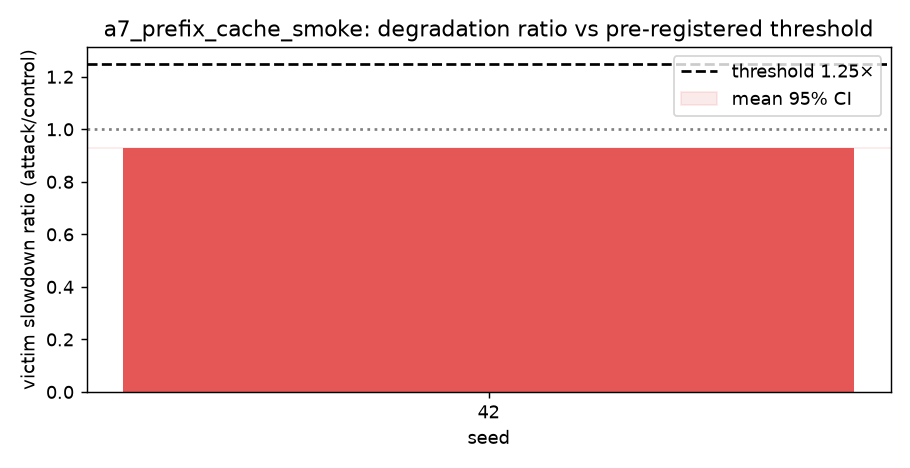 a7_prefix_cache_smoke: degradation ratio vs pre-registered threshold
victim slowdown ratio (attack/control)
1.2
1.0
0.8
0.6
0.4
0.2
0.0
threshold 1.25×
mean 95% CI
42
seed